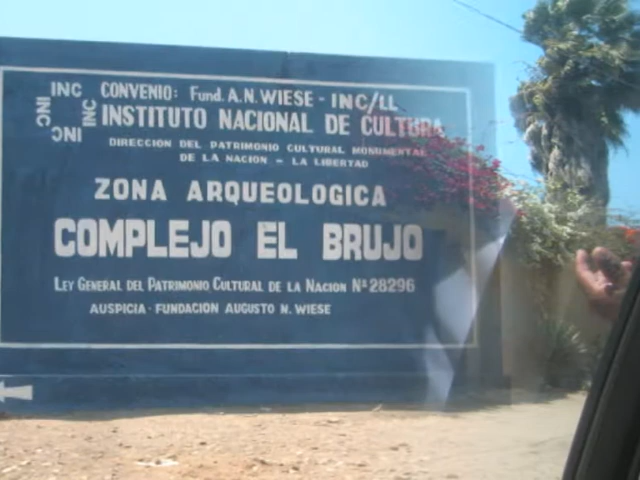 INC
INC
INC
INC
CONVENIO: Fund. A.N. WIESE - INC/LL
INSTITUTO NACIONAL DE CULTURA
DIRECCION DEL PATRIMONIO CULTURAL MONUMENTAL
DE LA NACION - LA LIBERTAD
ZONA ARQUEOLOGICA
COMPLEJO EL BRUJO
LEY GENERAL DEL PATRIMONIO CULTURAL DE LA NACION Nº 28296
AUSPICIA - FUNDACION AUGUSTO N. WIESE